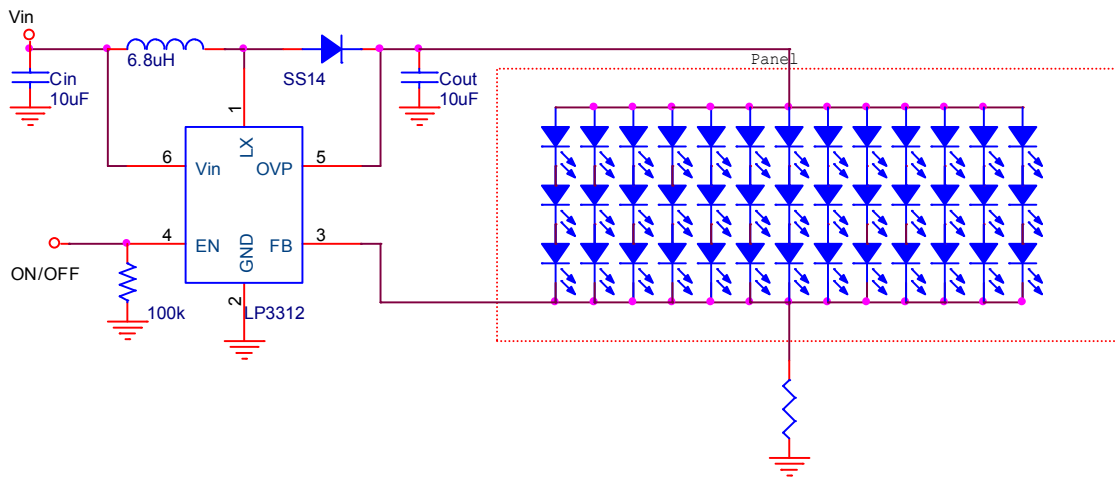 Vin
6.8uH
Cin
10uF
SS14
Cout
10uF
Panel
1
LX
6
Vin
OVP
5
4
EN
GND
FB
3
ON/OFF
2
100k
LP3312